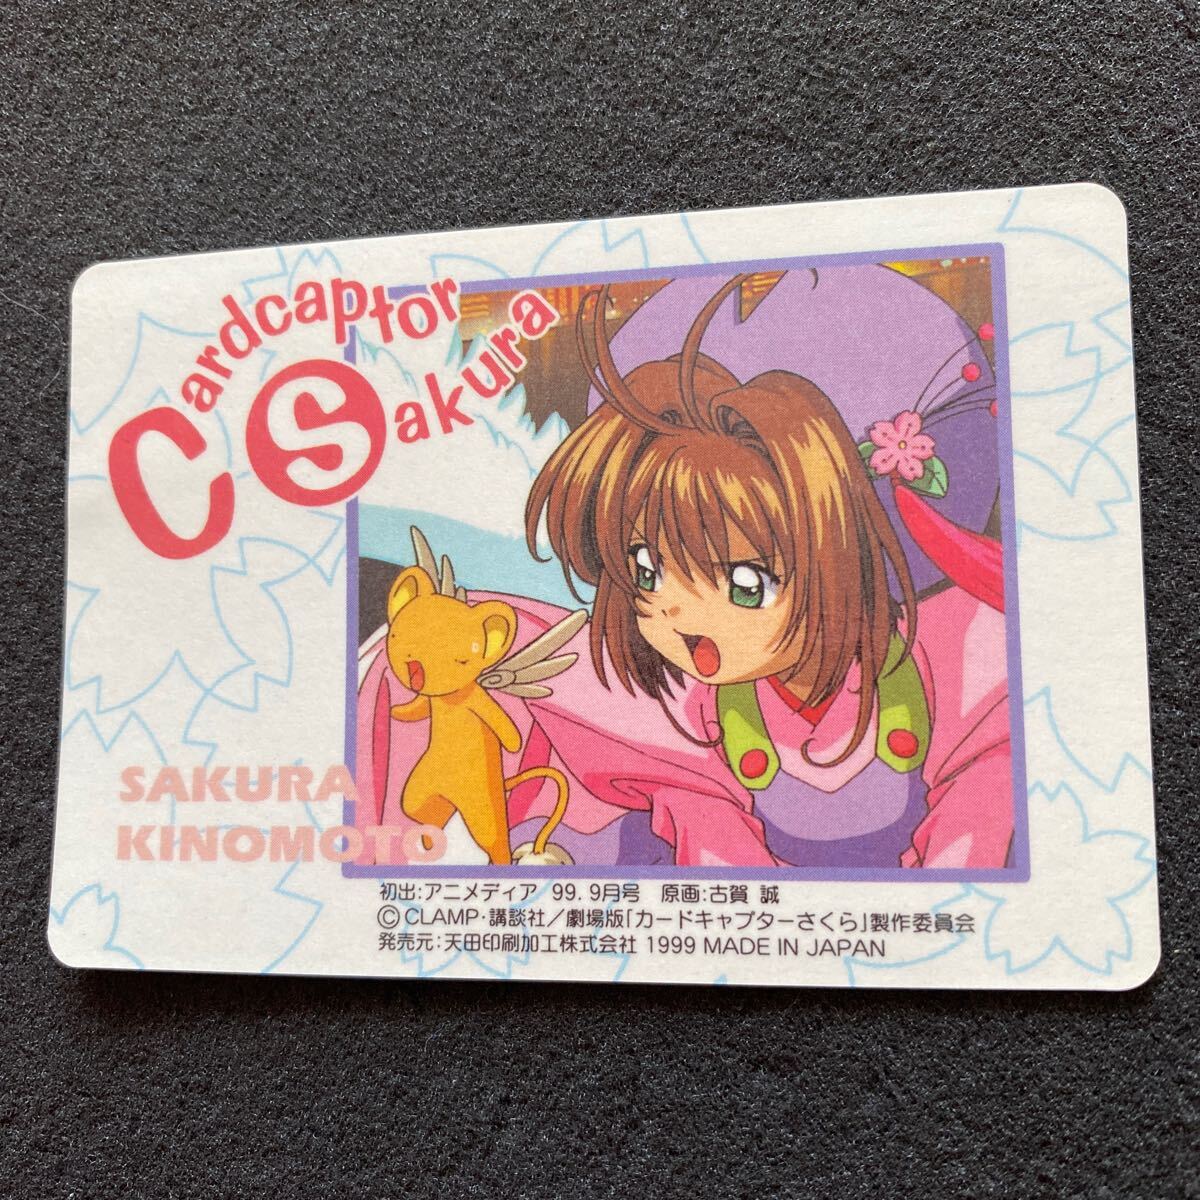 Cardcaptor
Sakura
SAKURA
KINOMOTO
初出:アニメディア 99.9月号 原画:古賀 誠
©CLAMP・講談社／劇場版「カードキャプターさくら」製作委員会
発売元:天田印刷加工株式会社 1999 MADE IN JAPAN